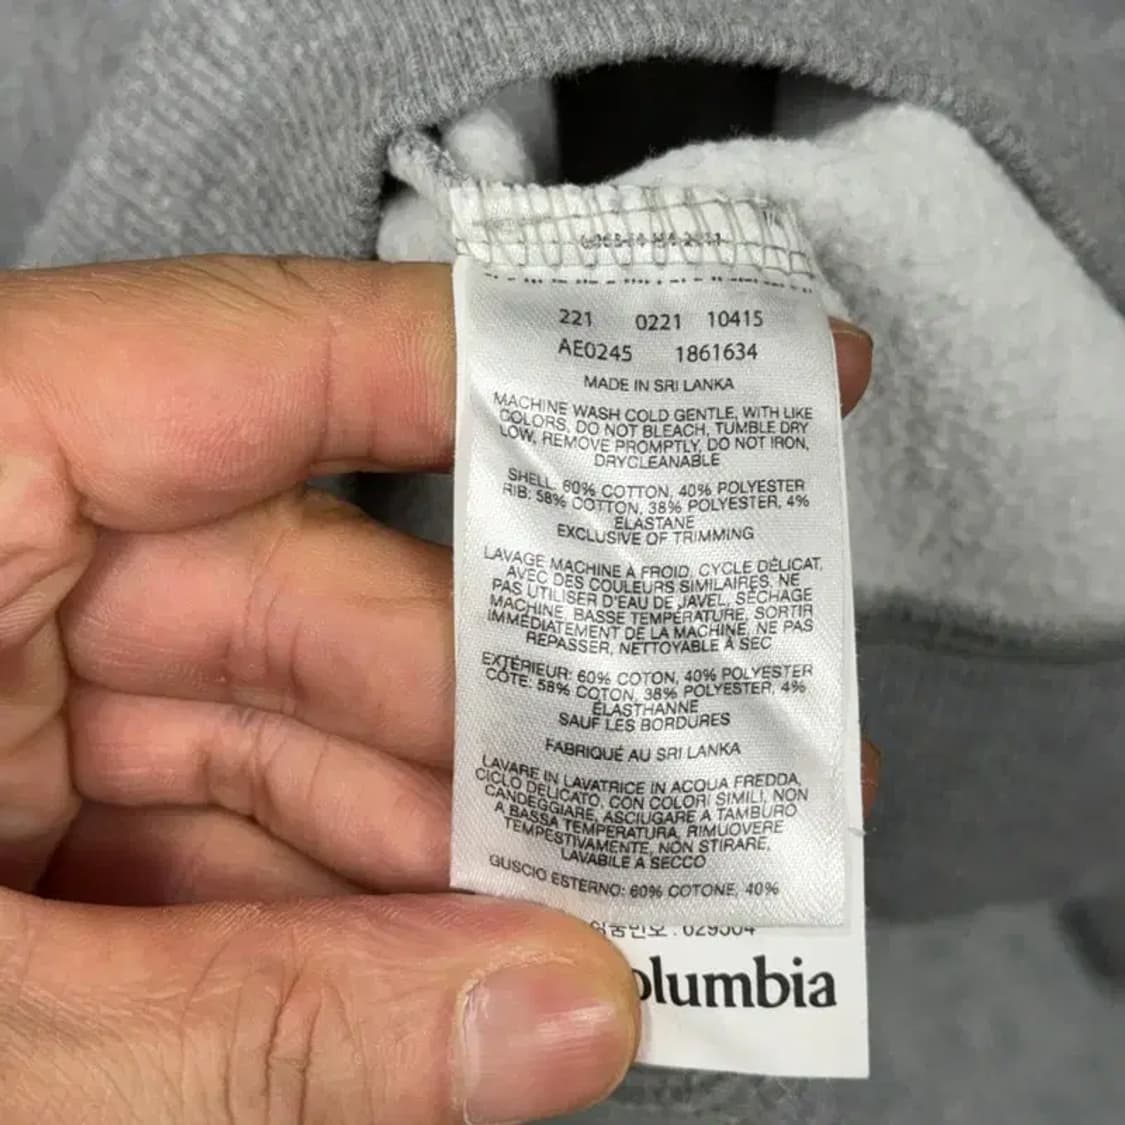 221 0221 10415
AE0245 1861634
MADE IN SRI LANKA
MACHINE WASH COLD GENTLE, WITH LIKE
COLORS, DO NOT BLEACH, TUMBLE DRY
LOW, REMOVE PROMPTLY, DO NOT IRON,
DRYCLEANABLE
SHELL: 60% COTTON, 40% POLYESTER
RIB: 58% COTTON, 38% POLYESTER, 4%
ELASTANE
EXCLUSIVE OF TRIMMING
LAVAGE MACHINE À FROID, CYCLE DÉLICAT,
AVEC DES COULEURS SIMILAIRES, NE
PAS UTILISER D'EAU DE JAVEL, SÉCHAGE
MACHINE, BASSE TEMPÉRATURE, SORTIR
IMMÉDIATEMENT DE LA MACHINE, NE PAS
REPASSER, NETTOYABLE À SEC
EXTÉRIEUR: 60% COTON, 40% POLYESTER
CÔTE: 58% COTON, 38% POLYESTER, 4%
ÉLASTHANNE
SAUF LES BORDURES
FABRIQUÉ AU SRI LANKA
LAVARE IN LAVATRICE IN ACQUA FREDDA,
CICLO DELICATO, CON COLORI SIMILI, NON
CANDEGGIARE, ASCIUGARE A TAMBURO
A BASSA TEMPERATURA, RIMUOVERE
TEMPESTIVAMENTE, NON STIRARE,
LAVABILE A SECCO
GUSCIO ESTERNO: 60% COTONE, 40%
olumbia